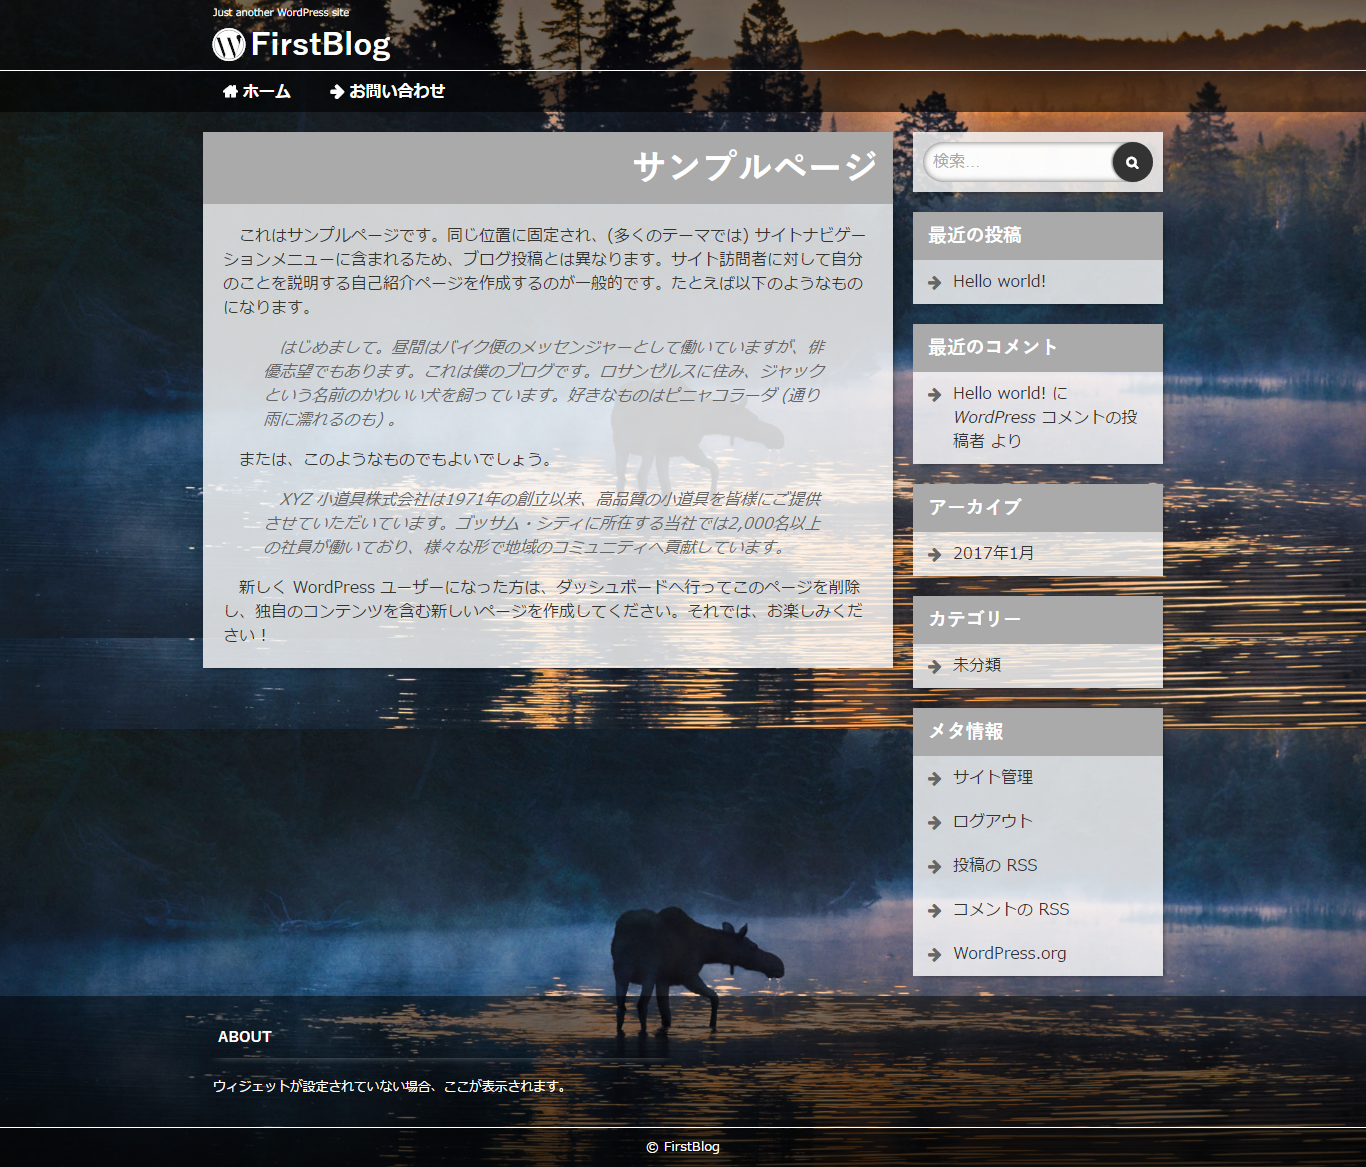 Just another WordPress site
FirstBlog
ホーム
お問い合わせ
サンプルページ
これはサンプルページです。同じ位置に固定され、(多くのテーマでは) サイトナビゲー
ションメニューに含まれるため、ブログ投稿とは異なります。サイト訪問者に対して自分
のことを説明する自己紹介ページを作成するのが一般的です。たとえば以下のようなもの
になります。
はじめまして。昼間はバイク便のメッセンジャーとして働いていますが、俳
優志望でもあります。これは僕のブログです。ロサンゼルスに住み、ジャック
という名前のかわいい犬を飼っています。好きなものはピニャコラーダ (通り
雨に濡れるのも) 。
または、このようなものでもよいでしょう。
XYZ 小道具株式会社は1971年の創立以来、高品質の小道具を皆様にご提供
させていただいています。ゴッサム・シティに所在する当社では2,000名以上
の社員が働いており、様々な形で地域のコミュニティへ貢献しています。
新しく WordPress ユーザーになった方は、ダッシュボードへ行ってこのページを削除
し、独自のコンテンツを含む新しいページを作成してください。それでは、お楽しみくだ
さい !
検索...
最近の投稿
Hello world!
最近のコメント
Hello world! に
WordPress コメントの投
稿者 より
アーカイブ
2017年1月
カテゴリー
未分類
メタ情報
サイト管理
ログアウト
投稿の RSS
コメントの RSS
WordPress.org
ABOUT
ウィジェットが設定されていない場合、ここが表示されます。
© FirstBlog